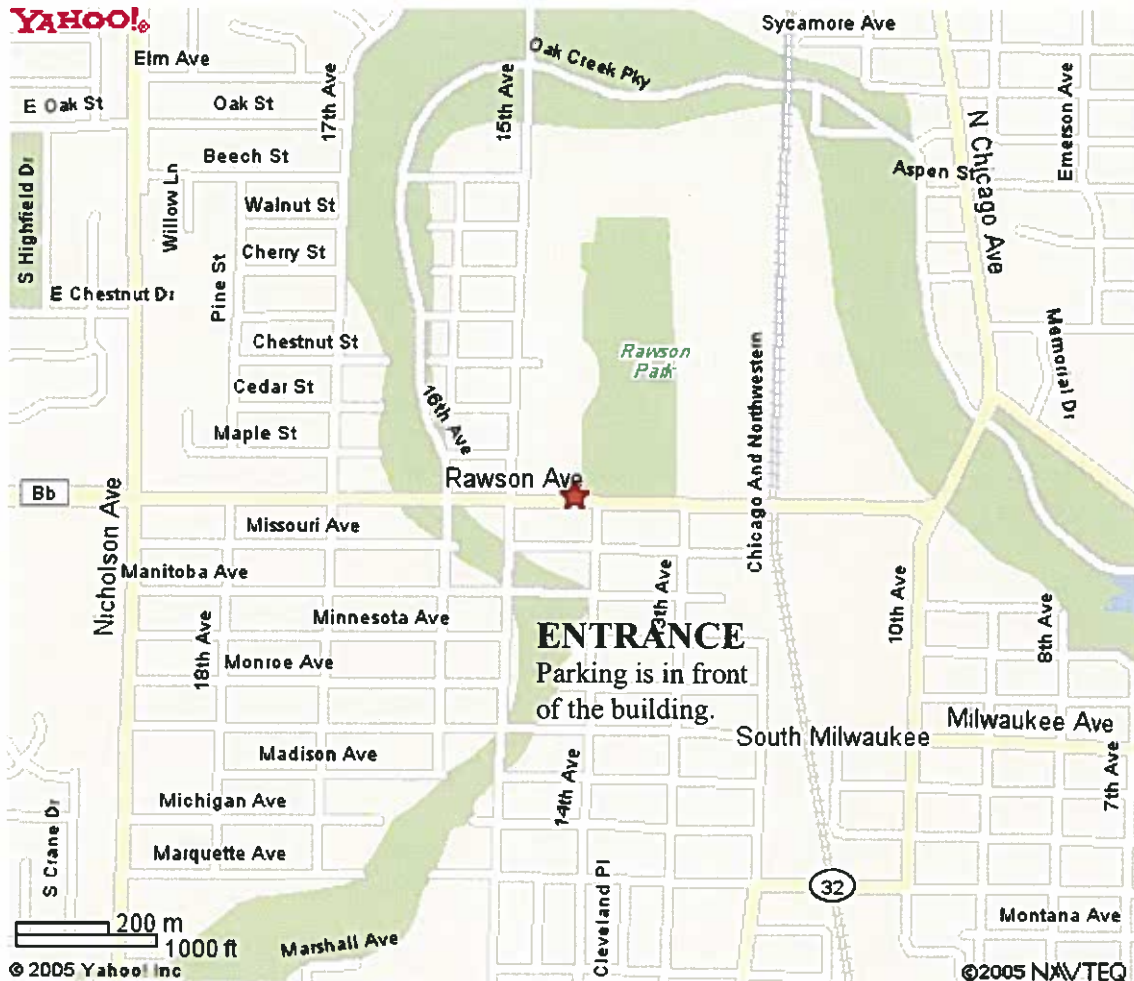 YAHOO!®
Sycamore Ave
Elm Ave
Oak Creek Pky
E Oak St
Oak St
17th Ave
15th Ave
Emerson Ave
N Chicago Ave
Beech St
Aspen St
S Highfield Dr
Willow Ln
Walnut St
Cherry St
E Chestnut Dr
Pine St
Chestnut St
Rawson
Park
Memorial Dr
Cedar St
16th Ave
Maple St
Chicago And Northwestern
Rawson Ave
Bb
Nicholson Ave
Missouri Ave
Manitoba Ave
Minnesota Ave
ENTRANCE
Parking is in front
of the building.
3th Ave
10th Ave
8th Ave
18th Ave
Monroe Ave
Milwaukee Ave
South Milwaukee
Madison Ave
14th Ave
7th Ave
Michigan Ave
S Crane Dr
Marquette Ave
Cleveland Pl
32
Montana Ave
200 m
1000 ft
Marshall Ave
© 2005 Yahoo! Inc
©2005 NAVTEQ